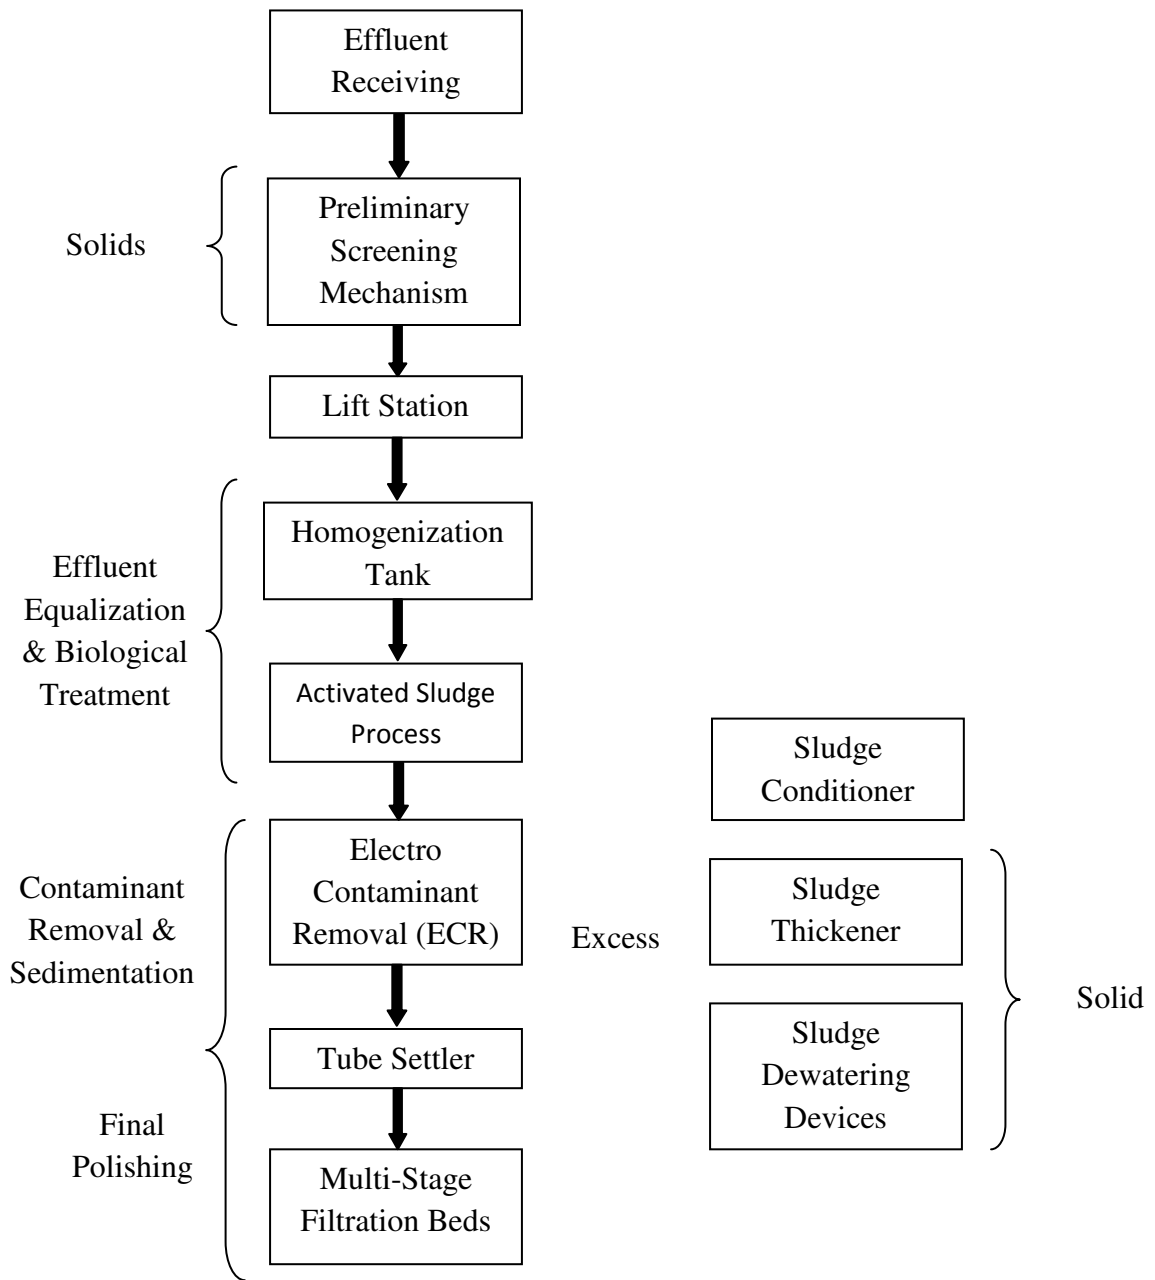 Effluent
Receiving
Solids
Preliminary
Screening
Mechanism
Lift Station
Effluent
Equalization
& Biological
Treatment
Homogenization
Tank
Activated Sludge
Process
Contaminant
Removal &
Sedimentation
Electro
Contaminant
Removal (ECR)
Tube Settler
Final
Polishing
Multi-Stage
Filtration Beds
Excess
Sludge
Conditioner
Sludge
Thickener
Sludge
Dewatering
Devices
Solid